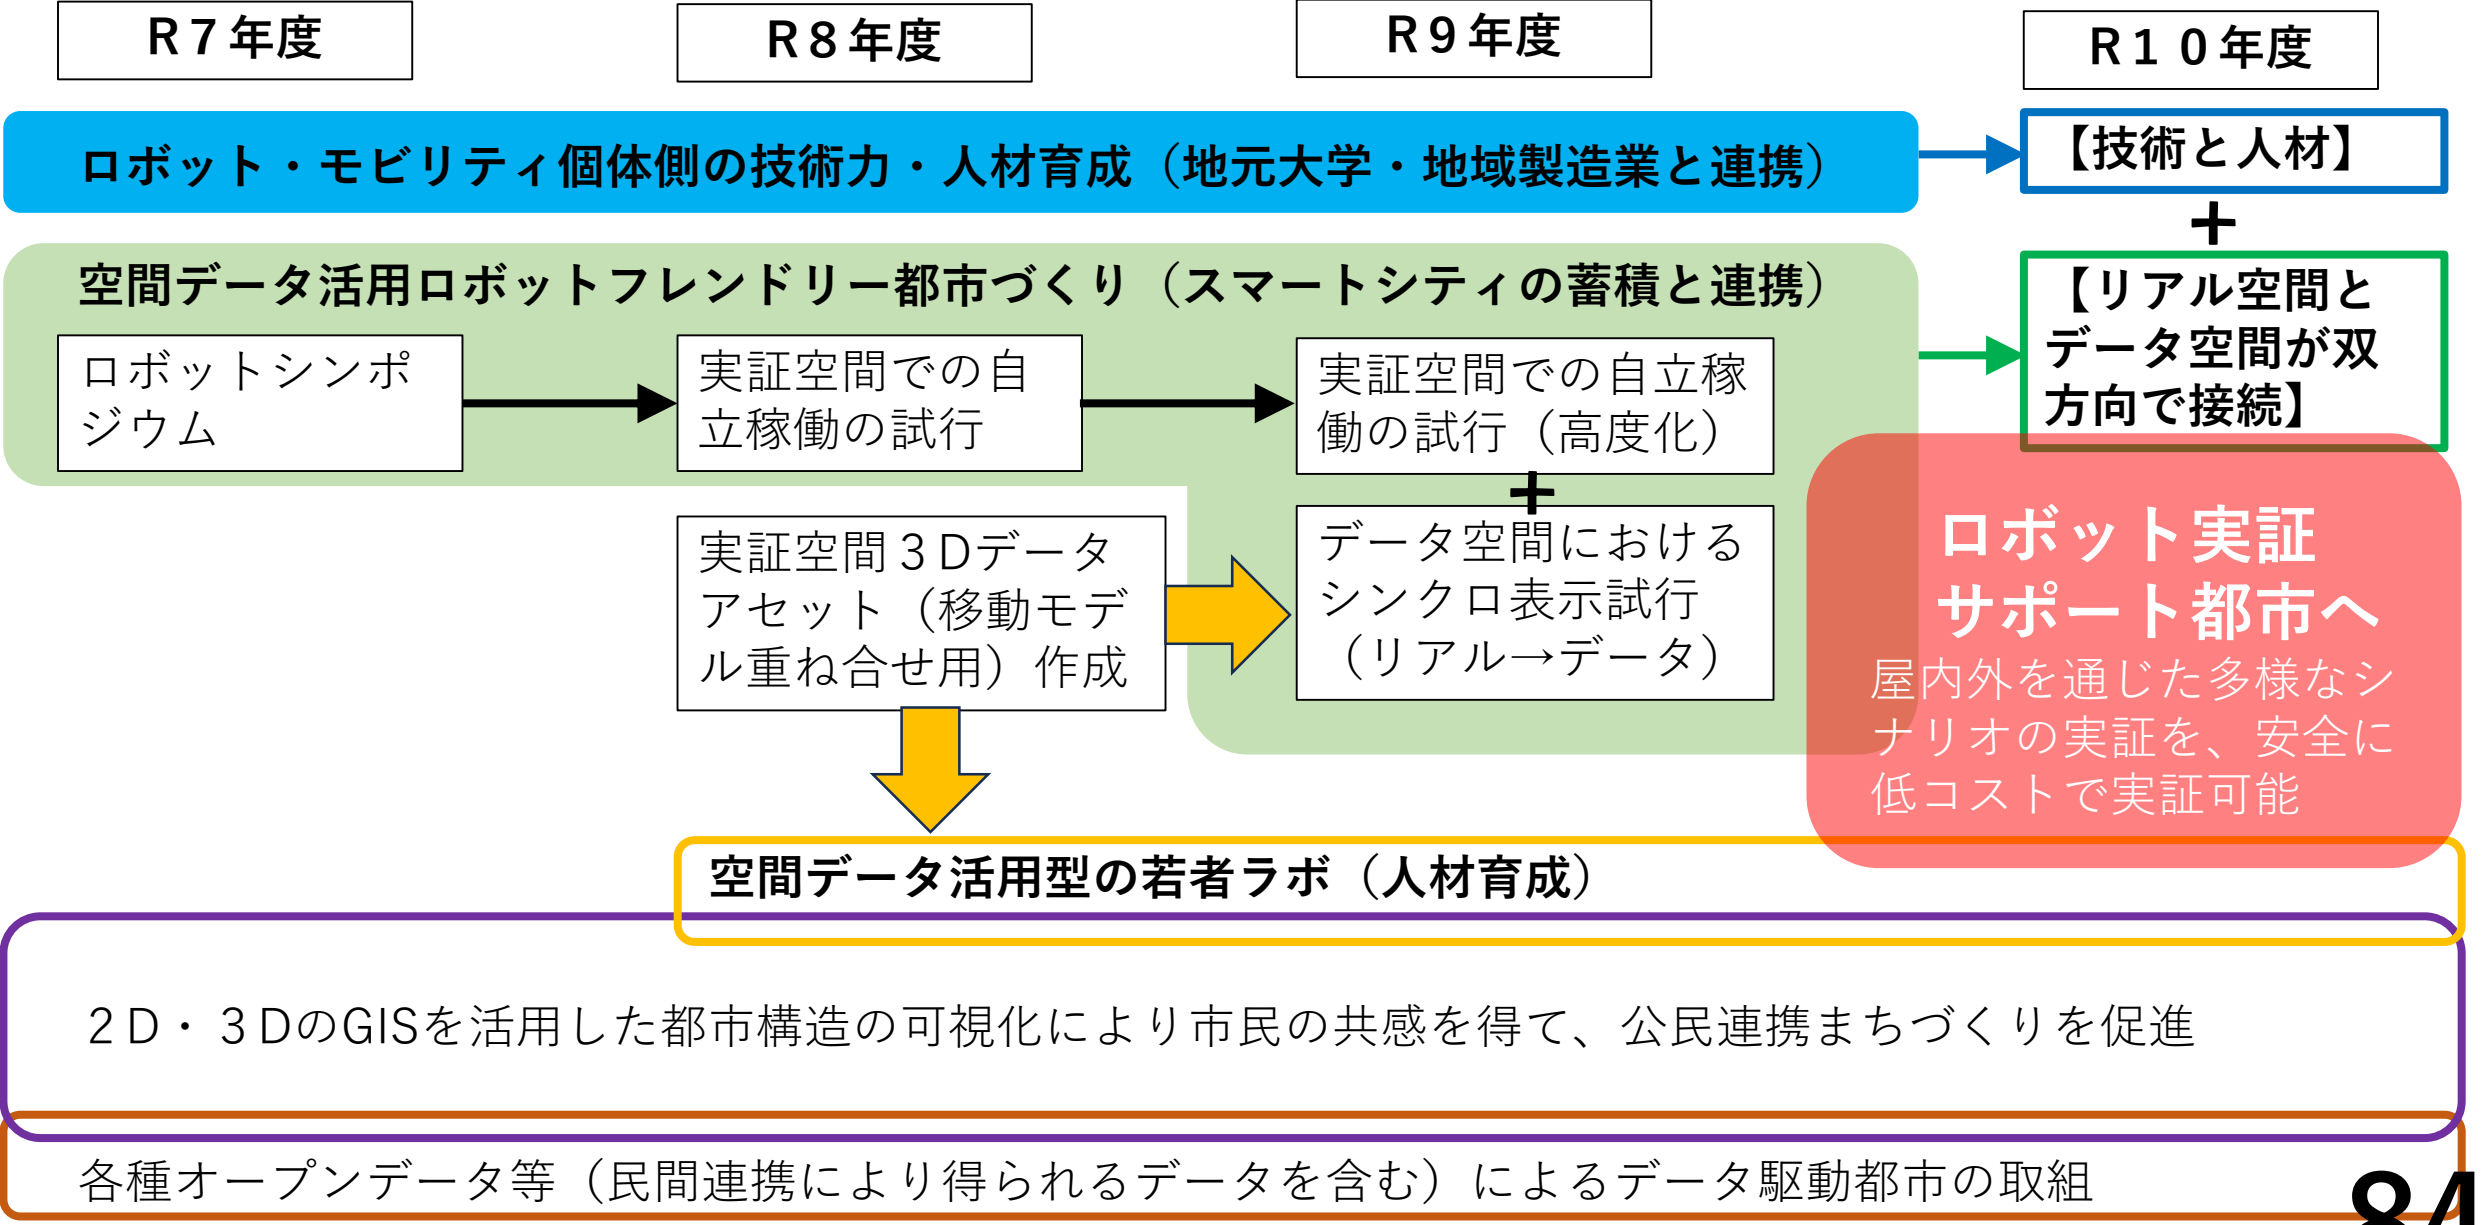 R７年度
R８年度
R９年度
R１０年度
ロボット・モビリティ個体側の技術力・人材育成（地元大学・地域製造業と連携）
【技術と人材】
+
空間データ活用ロボットフレンドリー都市づくり（スマートシティの蓄積と連携）
【リアル空間と
データ空間が双
方向で接続】
ロボットシンポ
ジウム
実証空間での自
立稼働の試行
実証空間での自立稼
働の試行（高度化）
+
実証空間３Dデータ
アセット（移動モデ
ル重ね合せ用）作成
データ空間における
シンクロ表示試行
（リアル→データ）
ロボット実証
サポート都市へ
屋内外を通じた多様なシ
ナリオの実証を、安全に
低コストで実証可能
空間データ活用型の若者ラボ（人材育成）
２D・３DのGISを活用した都市構造の可視化により市民の共感を得て、公民連携まちづくりを促進
各種オープンデータ等（民間連携により得られるデータを含む）によるデータ駆動都市の取組
84